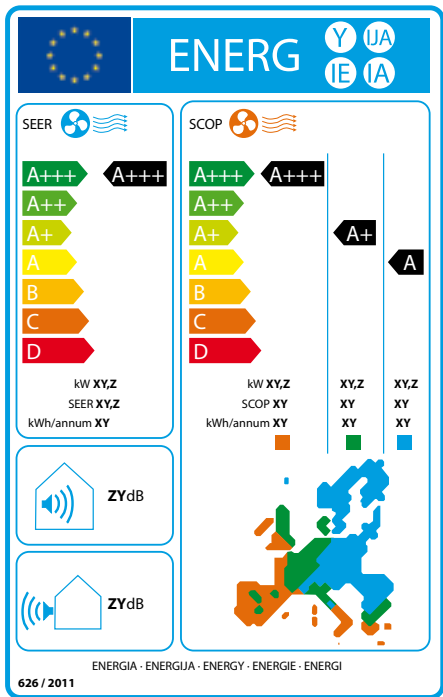 ENERG
Y IJA
IE IA
SEER
A+++ A+++
A++
A+
A
B
C
D
kW XY,Z
SEER XY,Z
kWh/annum XY
SCOP
A+++ A+++
A++
A+ A+
A A
B
C
D
kW XY,Z XY,Z XY,Z
SCOP XY XY XY
kWh/annum XY XY XY
ZYdB
ZYdB
ENERGIA · ENERGIJA · ENERGY · ENERGIE · ENERGI
626 / 2011